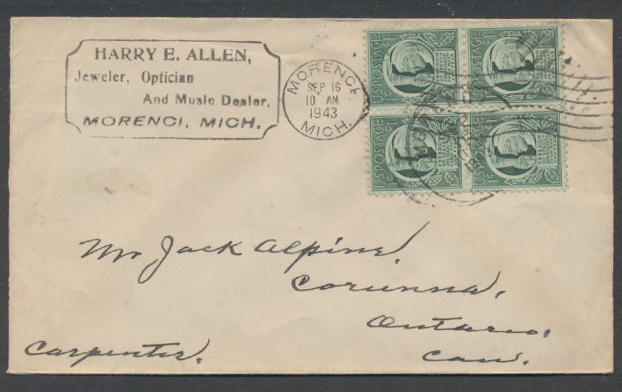 HARRY E. ALLEN,
Jeweler, Optician
And Music Dealer.
MORENCI, MICH.
MORENCI
SEP 16
10 AM
1943
MICH.
Mr Jack Alpine.
Corunna,
Ontario,
Can.
Carpenter.